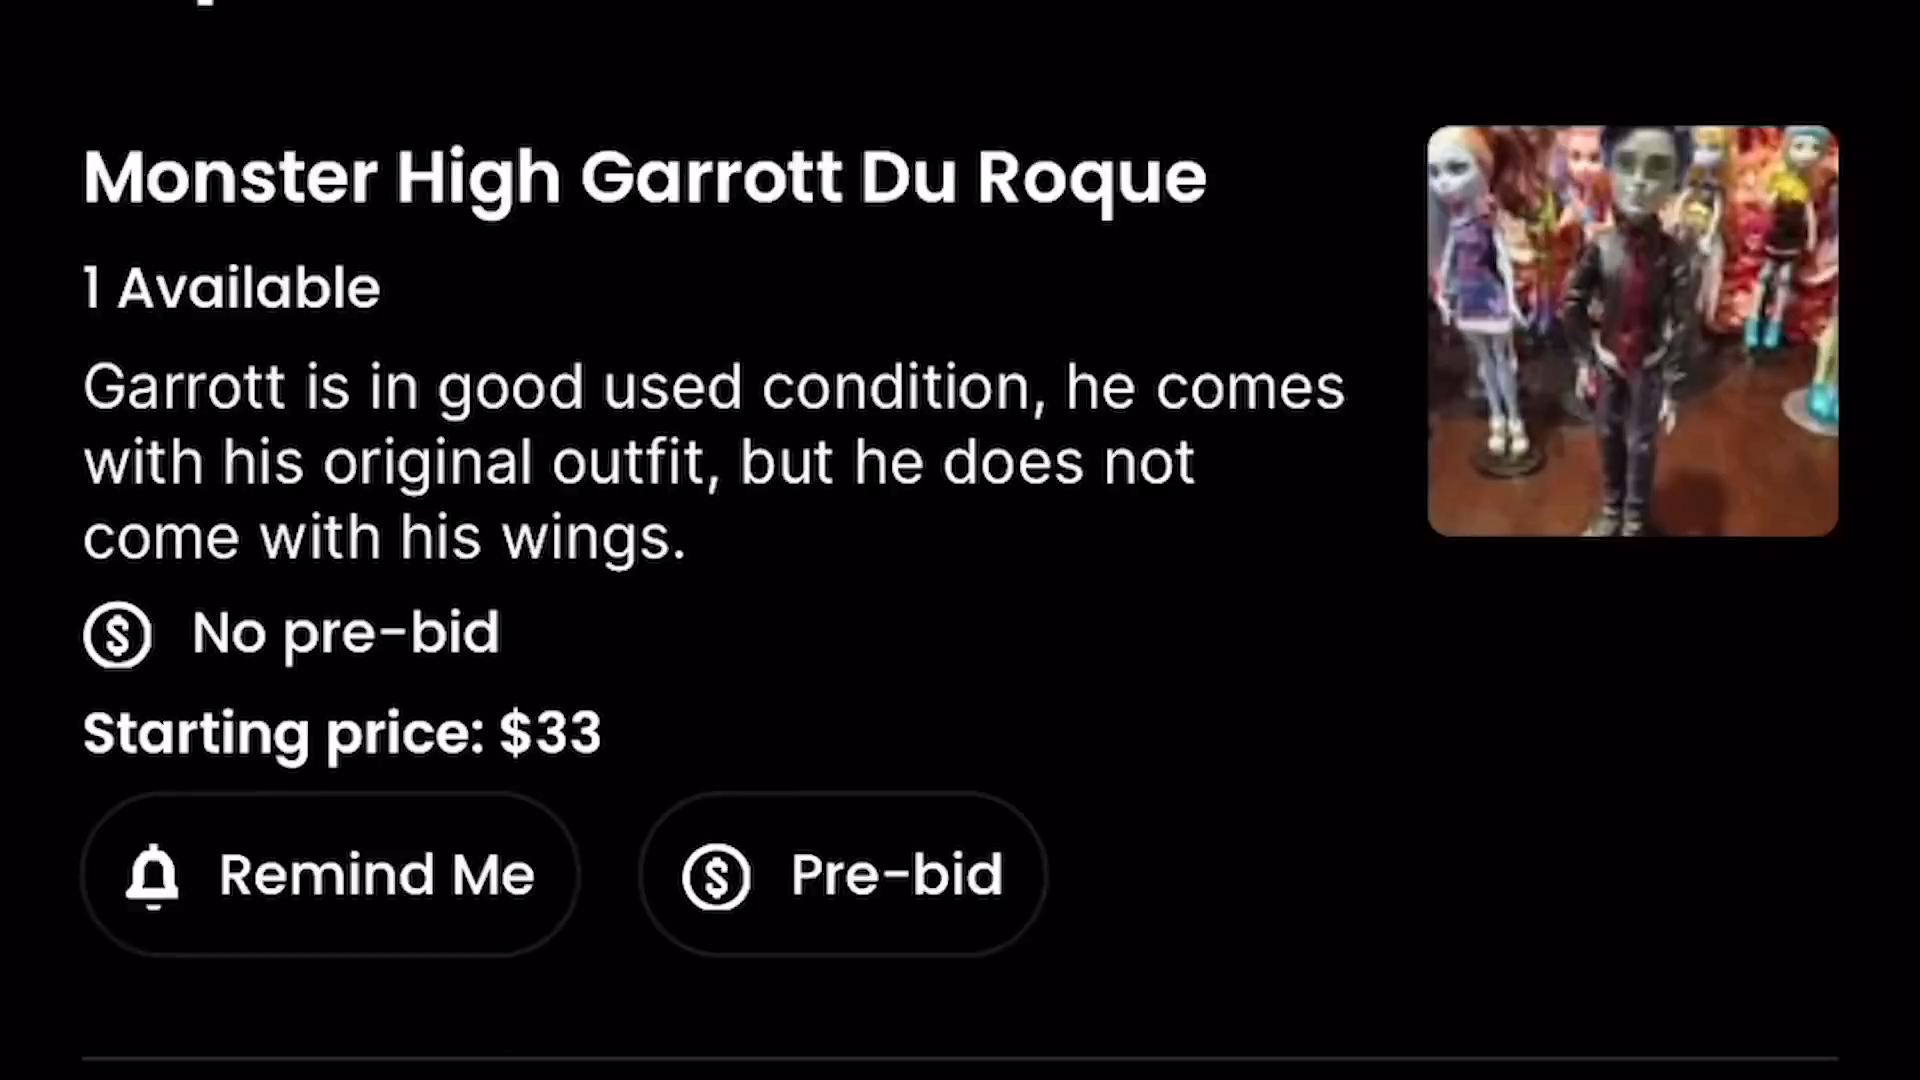 Monster High Garrott Du Roque
1 Available
Garrott is in good used condition, he comes
with his original outfit, but he does not
come with his wings.
No pre-bid
Starting price: $33
Remind Me
Pre-bid